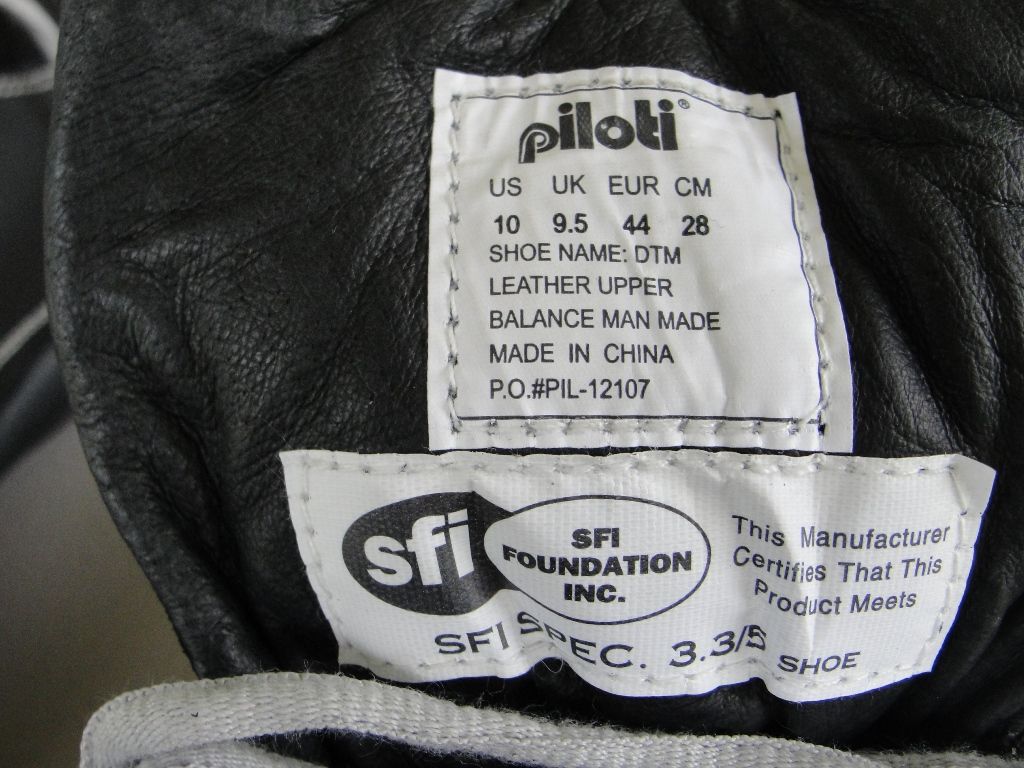 piloti®
US UK EUR CM
10 9.5 44 28
SHOE NAME: DTM
LEATHER UPPER
BALANCE MAN MADE
MADE IN CHINA
P.O.#PIL-12107
sfi
SFI
FOUNDATION
INC.
This Manufacturer
Certifies That This
Product Meets
SFI SPEC. 3.3/5 SHOE